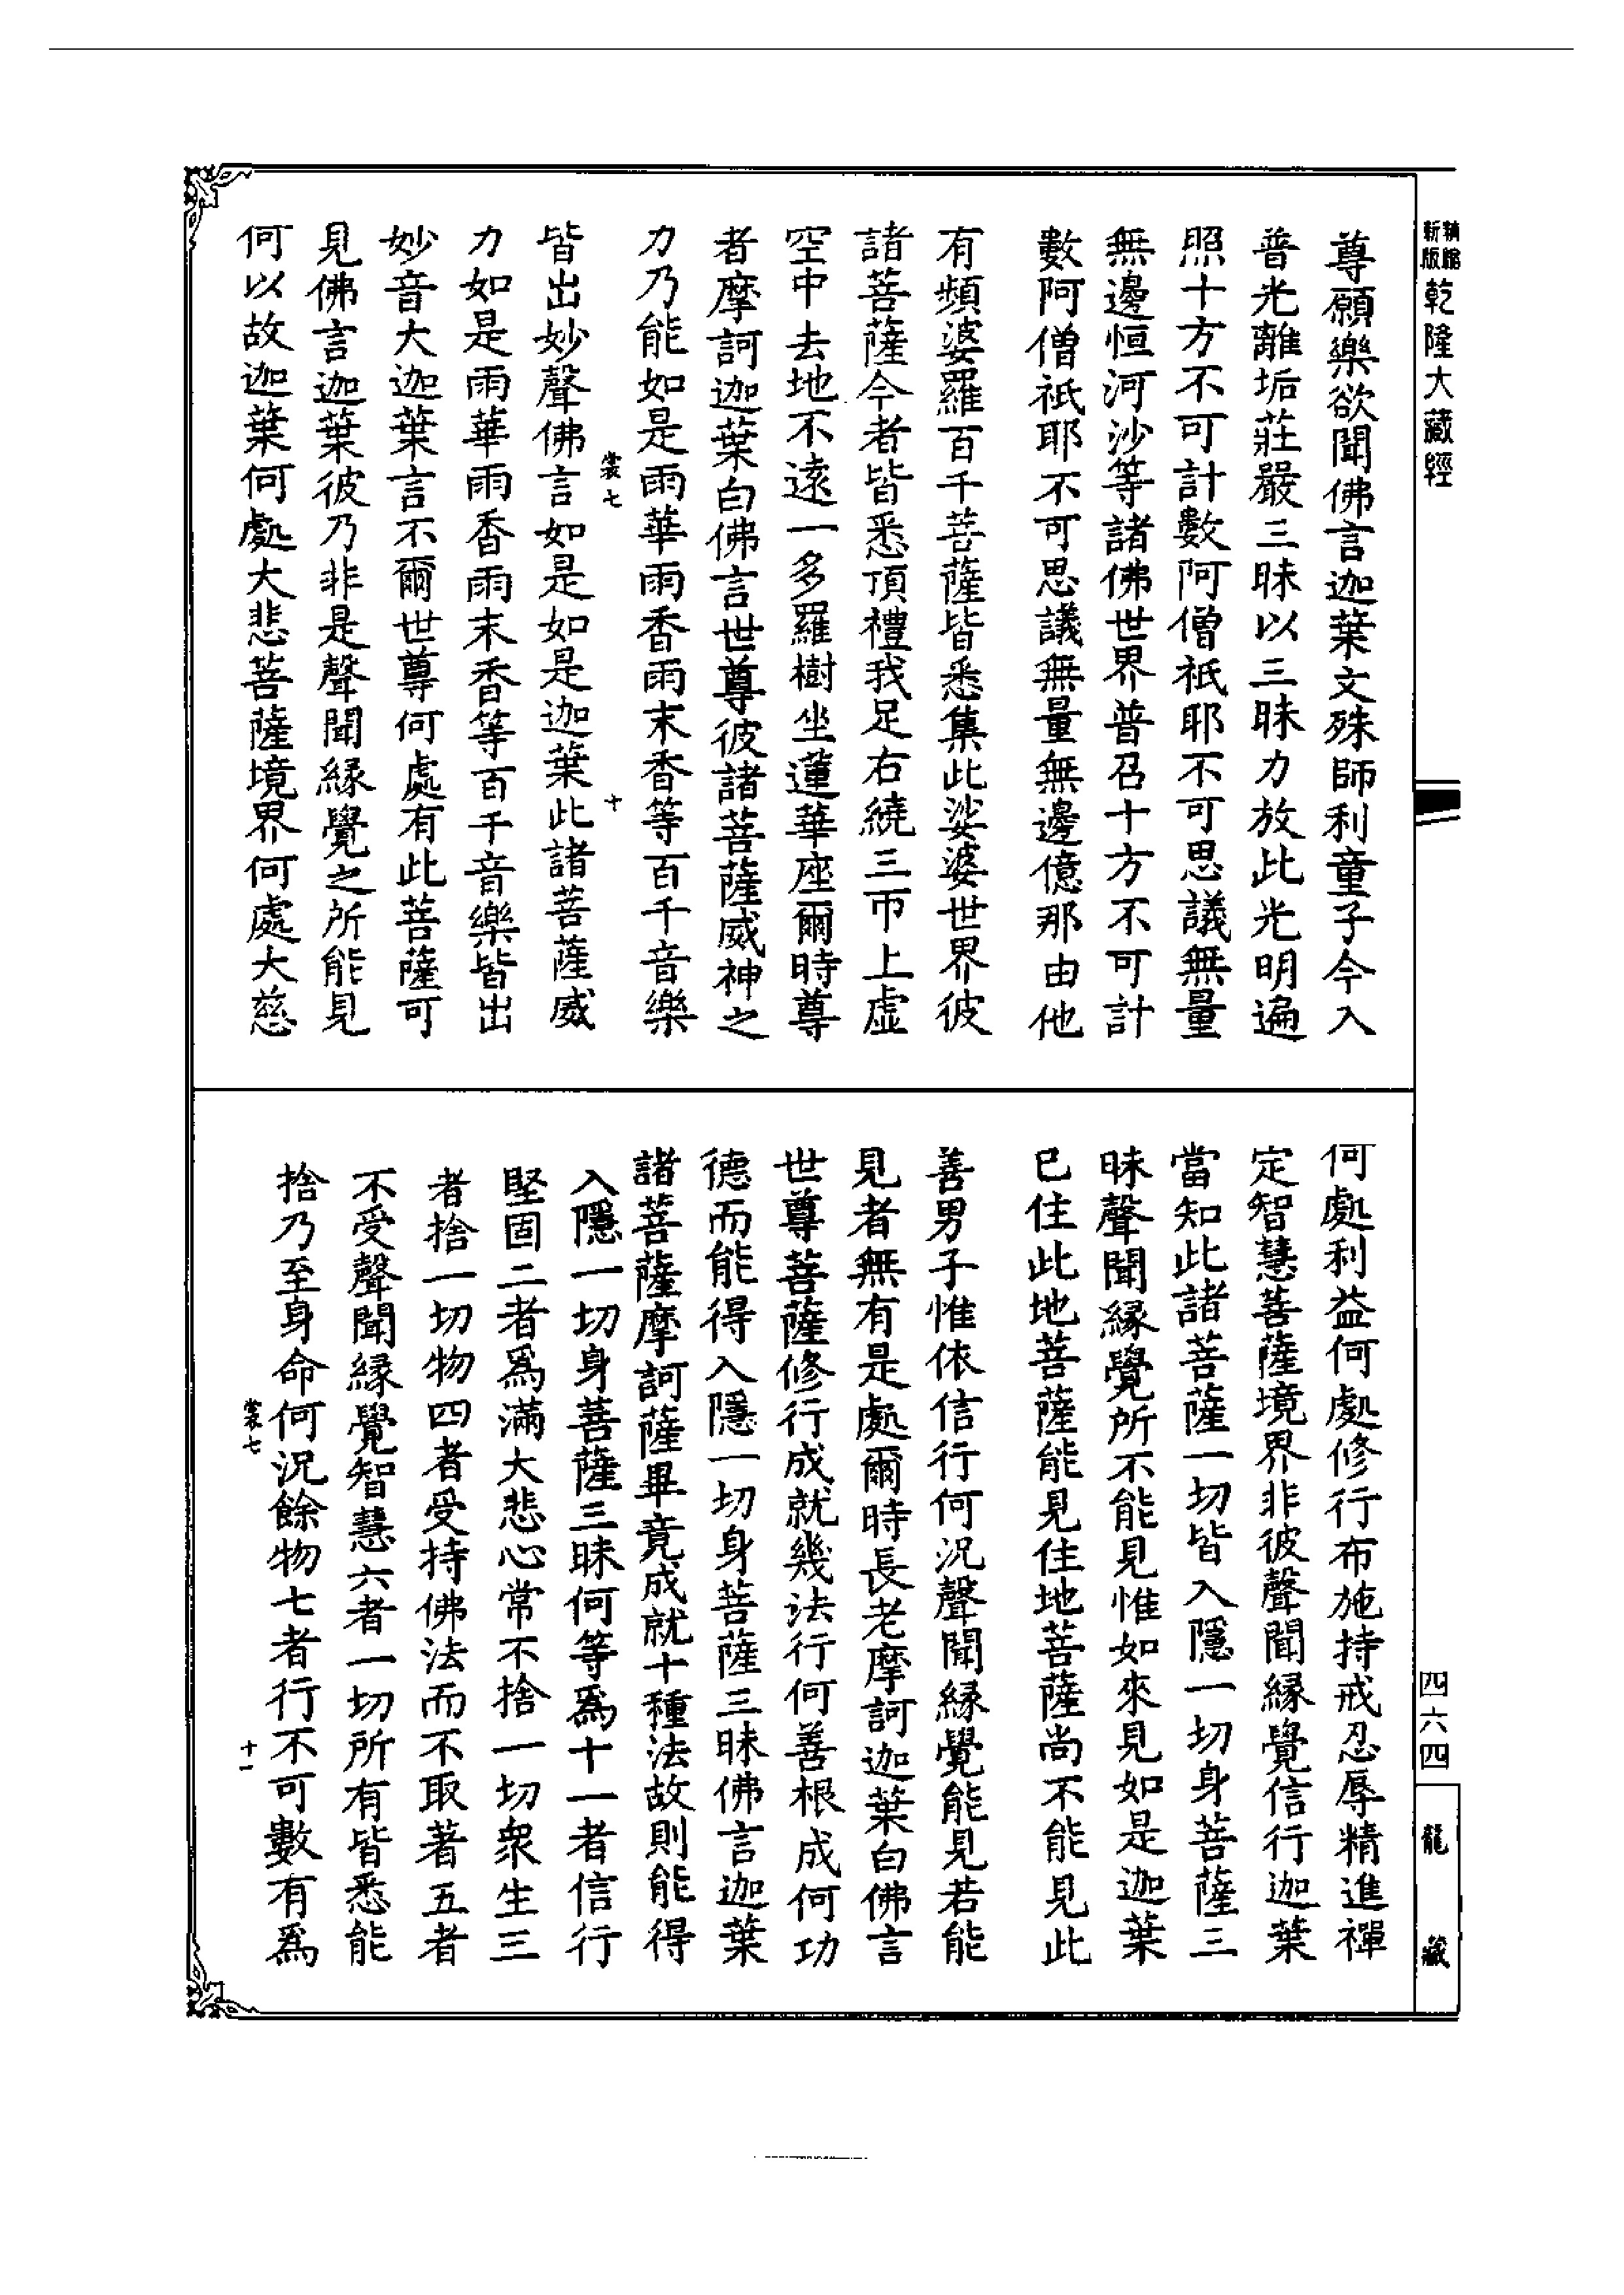 新版
乾隆大藏經
尊願樂欲聞佛言迦葉文殊師利童子今入
普光離垢莊嚴三昧以三昧力放此光明遍
照十方不可計數阿僧祇耶不可思議無量
無邊恒河沙等諸佛世界普召十方不可計
數阿僧祇耶不可思議無量無邊億那由他
有頻婆羅百千菩薩皆悉集此娑婆世界彼
諸菩薩今者皆悉頂禮我足右繞三帀上虛
空中去地不遠一多羅樹坐蓮華座爾時尊
者摩訶迦葉白佛言世尊彼諸菩薩威神之
力乃能如是雨華雨香雨末香等百千音樂
裳七 十
皆出妙聲佛言如是如是迦葉此諸菩薩威
力如是雨華雨香雨末香等百千音樂皆出
妙音大迦葉言不爾世尊何處有此菩薩可
見佛言迦葉彼乃非是聲聞緣覺之所能見
何以故迦葉何處大悲菩薩境界何處大慈
何處利益何處修行布施持戒忍辱精進禪
定智慧菩薩境界非彼聲聞緣覺信行迦葉
當知此諸菩薩一切皆入隱一切身菩薩三
昧聲聞緣覺所不能見惟如來見如是迦葉
已住此地菩薩能見住地菩薩尚不能見此
善男子惟依信行何況聲聞緣覺能見若能
見者無有是處爾時長老摩訶迦葉白佛言
世尊菩薩修行成就幾法行何善根成何功
德而能得入隱一切身菩薩三昧佛言迦葉
諸菩薩摩訶薩畢竟成就十種法故則能得
入隱一切身菩薩三昧何等爲十一者信行
堅固二者爲滿大悲心常不捨一切衆生三
者捨一切物四者受持佛法而不取著五者
不受聲聞緣覺智慧六者一切所有皆悉能
捨乃至身命何況餘物七者行不可數有爲
裳七 十一
四六四
龍藏